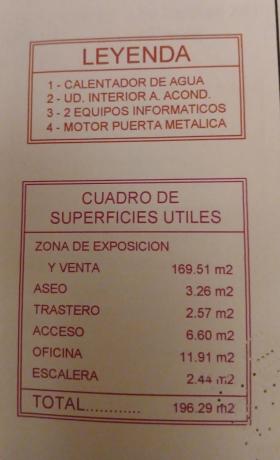 LEYENDA
1 - CALENTADOR DE AGUA
2 - UD. INTERIOR A. ACOND.
3 - 2 EQUIPOS INFORMATICOS
4 - MOTOR PUERTA METALICA
CUADRO DE
SUPERFICIES UTILES
ZONA DE EXPOSICION
Y VENTA 169.51 m2
ASEO 3.26 m2
TRASTERO 2.57 m2
ACCESO 6.60 m2
OFICINA 11.91 m2
ESCALERA 2.44 m2
TOTAL............ 196.29 m2